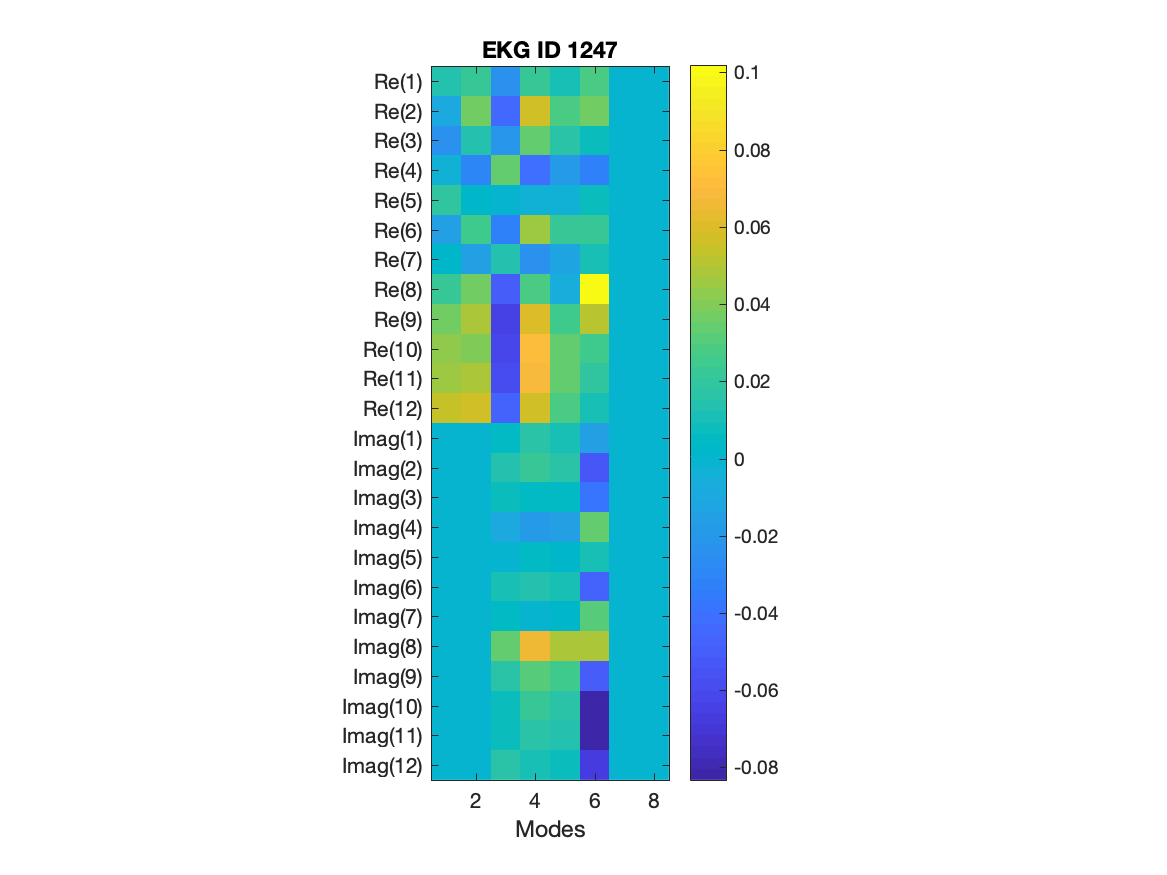 EKG ID 1247
Re(1)
Re(2)
Re(3)
Re(4)
Re(5)
Re(6)
Re(7)
Re(8)
Re(9)
Re(10)
Re(11)
Re(12)
Imag(1)
Imag(2)
Imag(3)
Imag(4)
Imag(5)
Imag(6)
Imag(7)
Imag(8)
Imag(9)
Imag(10)
Imag(11)
Imag(12)
2 4 6 8
Modes
0.1
0.08
0.06
0.04
0.02
0
-0.02
-0.04
-0.06
-0.08